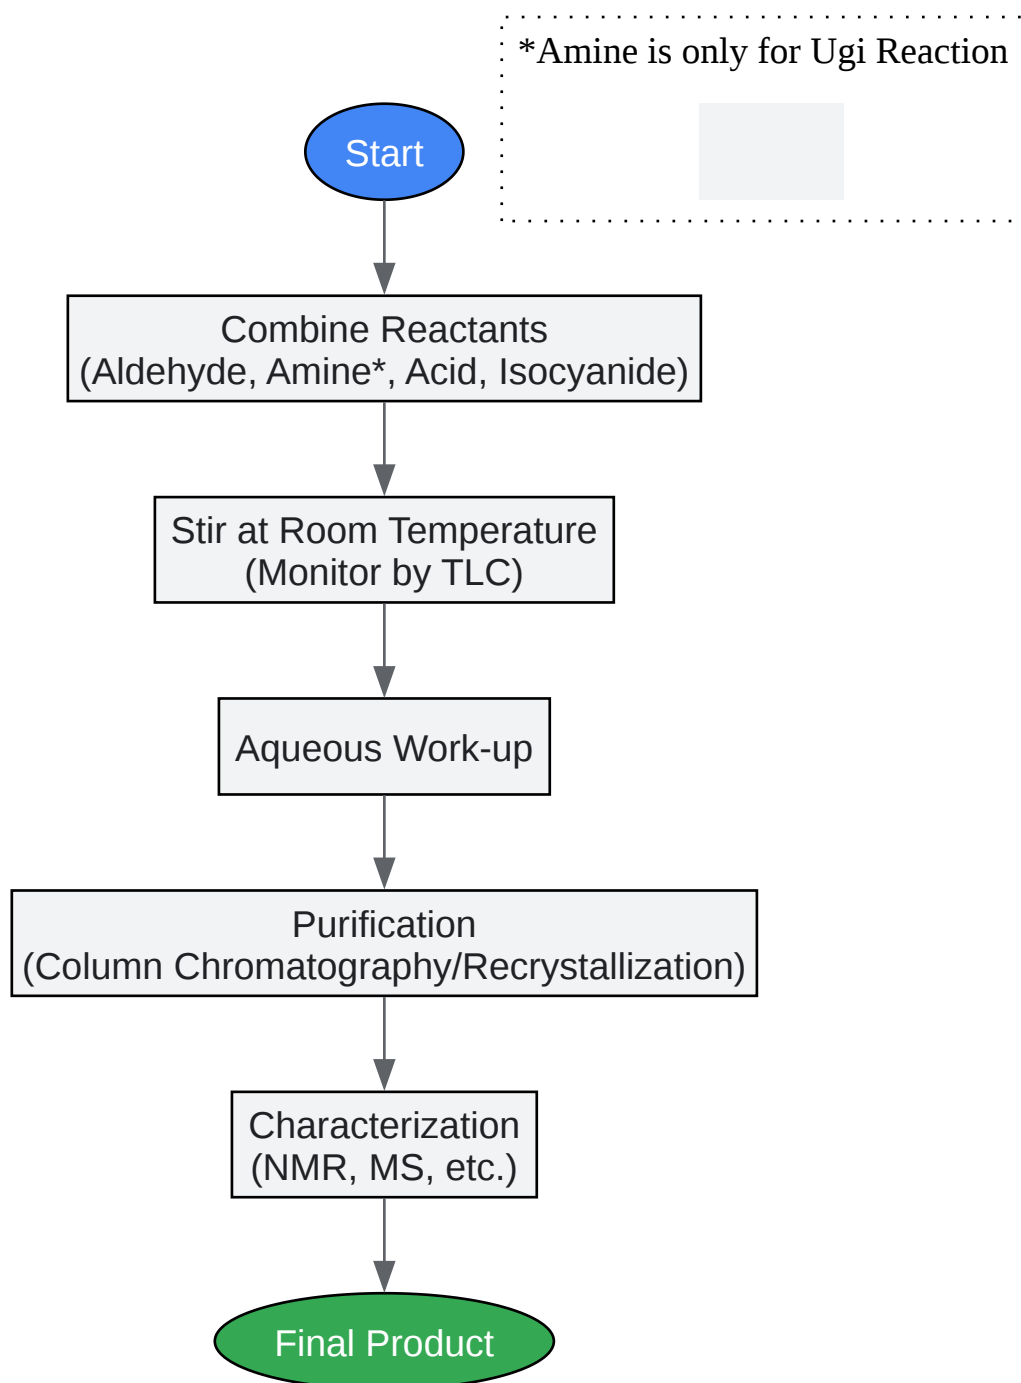 *Amine is only for Ugi Reaction
Start
Combine Reactants
(Aldehyde, Amine*, Acid, Isocyanide)
Stir at Room Temperature
(Monitor by TLC)
Aqueous Work-up
Purification
(Column Chromatography/Recrystallization)
Characterization
(NMR, MS, etc.)
Final Product